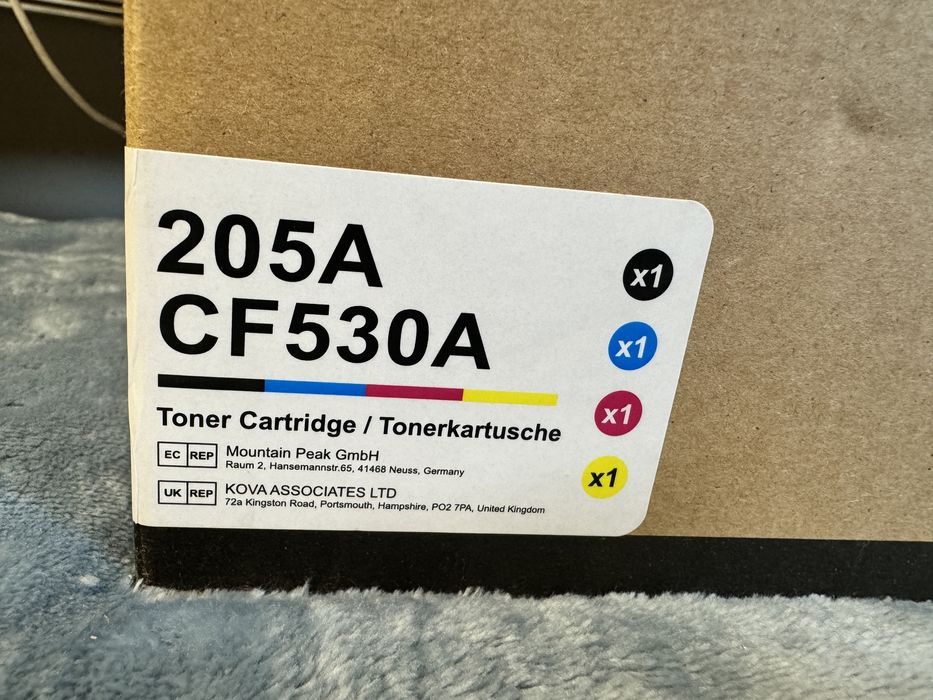 205A
CF530A
Toner Cartridge / Tonerkartusche
EC REP
Mountain Peak GmbH
Raum 2, Hansemannstr.65, 41468 Neuss, Germany
UK REP
KOVA ASSOCIATES LTD
72a Kingston Road, Portsmouth, Hampshire, PO2 7PA, United Kingdom
x1
x1
x1
x1